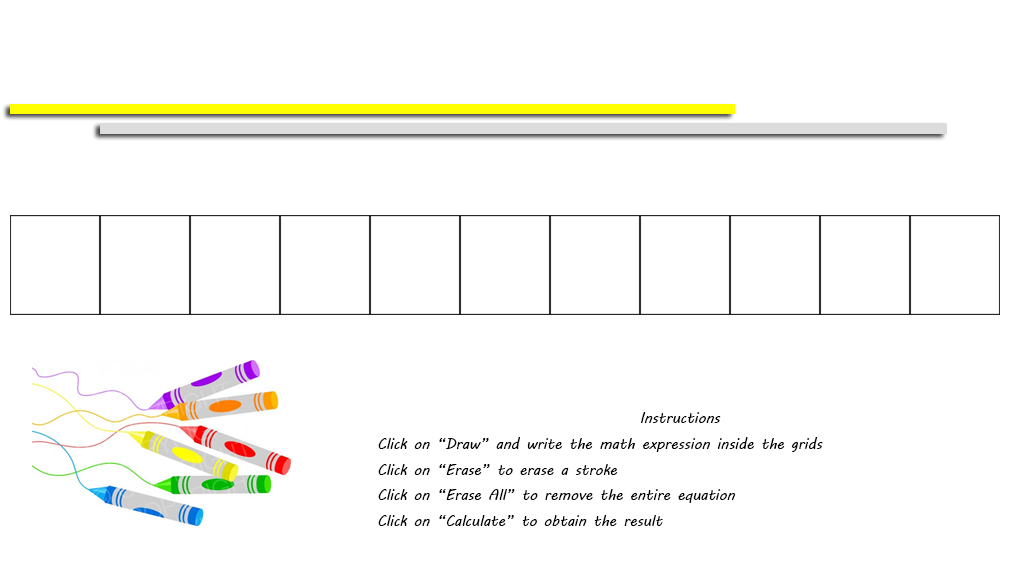 Instructions
Click on “Draw” and write the math expression inside the grids
Click on “Erase” to erase a stroke
Click on “Erase All” to remove the entire equation
Click on “Calculate” to obtain the result